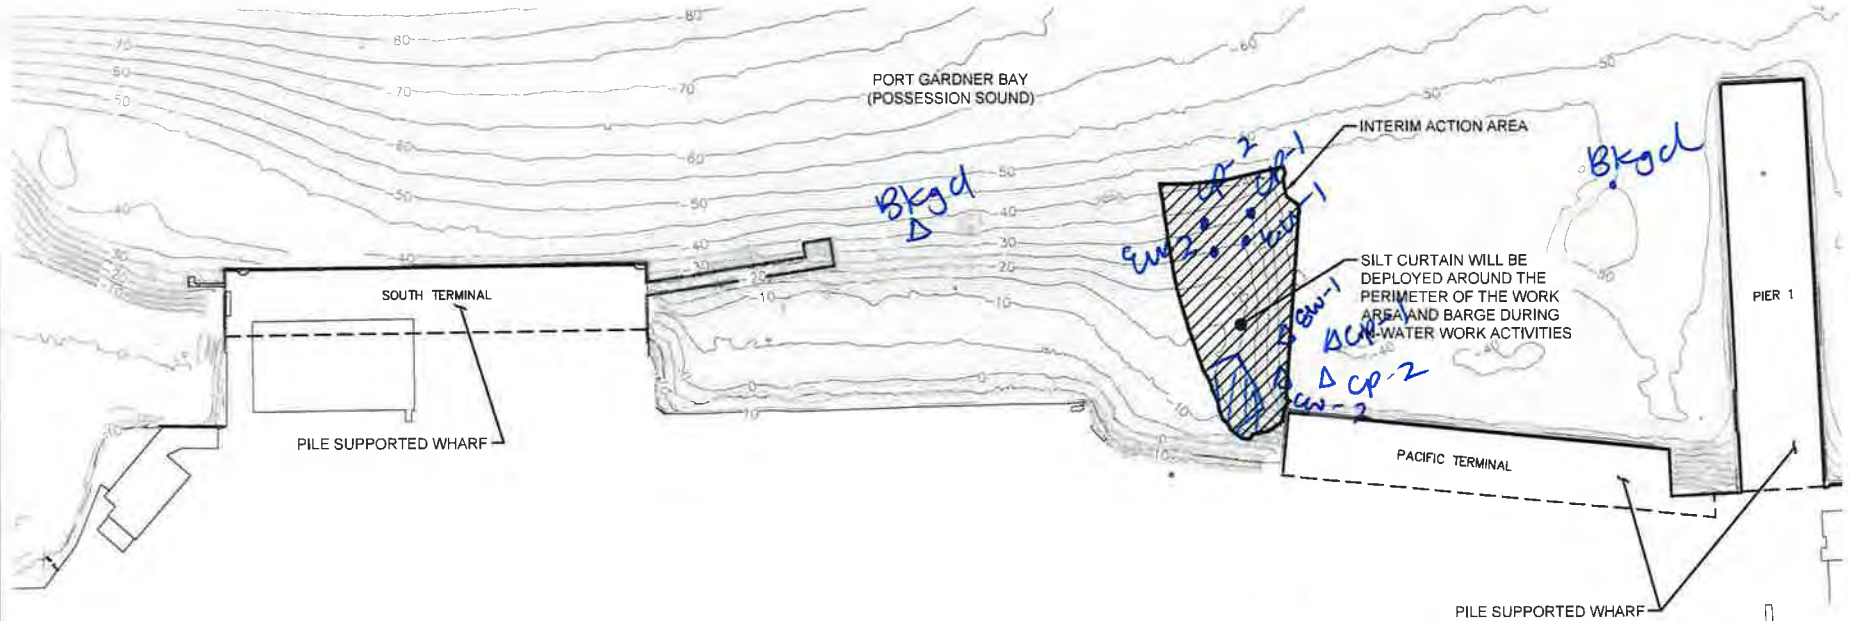 -80
-80
-70
-60
-50
-70
-70
-60
-60
-60
-50
-50
-50
-50
-40
-40
-30
-20
-10
PORT GARDNER BAY
(POSSESSION SOUND)
INTERIM ACTION AREA
CP-2
CP-1
Bkgd
Bkgd
EW-2
EW-1
-40
-30
-20
-10
-40
-30
-20
-10
SILT CURTAIN WILL BE
DEPLOYED AROUND THE
PERIMETER OF THE WORK
AREA AND BARGE DURING
IN-WATER WORK ACTIVITIES
EW-1
CP-1
CP-2
EW-2
-40
-40
SOUTH TERMINAL
PIER 1
-10
PILE SUPPORTED WHARF
PACIFIC TERMINAL
PILE SUPPORTED WHARF